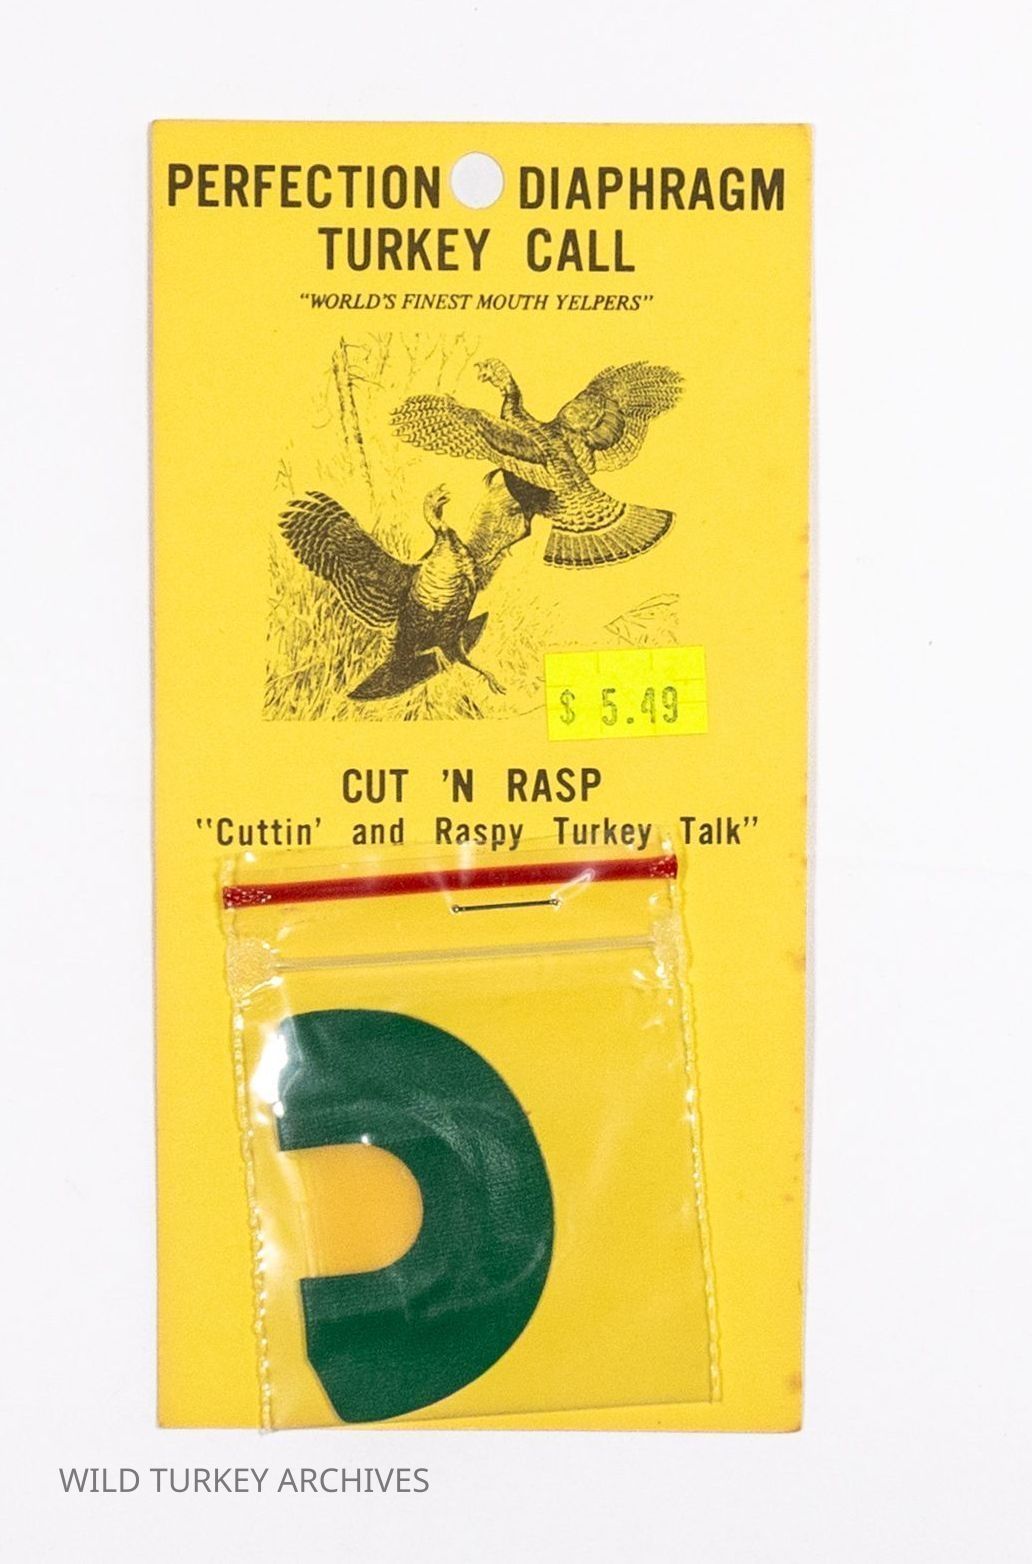 PERFECTION DIAPHRAGM
TURKEY CALL
“WORLD’S FINEST MOUTH YELPERS”
$ 5.49
CUT ’N RASP
“Cuttin’ and Raspy Turkey Talk”
WILD TURKEY ARCHIVES